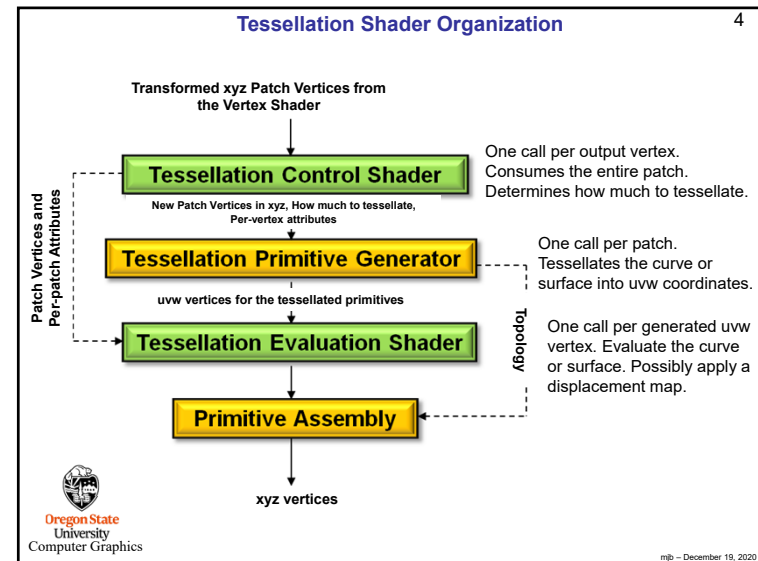 Tessellation Shader Organization
4
Transformed xyz Patch Vertices from
the Vertex Shader
Tessellation Control Shader
One call per output vertex.
Consumes the entire patch.
Determines how much to tessellate.
New Patch Vertices in xyz, How much to tessellate,
Per-vertex attributes
Patch Vertices and
Per-patch Attributes
Tessellation Primitive Generator
One call per patch.
Tessellates the curve or
surface into uvw coordinates.
uvw vertices for the tessellated primitives
Topology
Tessellation Evaluation Shader
One call per generated uvw
vertex. Evaluate the curve
or surface. Possibly apply a
displacement map.
Primitive Assembly
xyz vertices
Oregon State
University
Computer Graphics
mjb – December 19, 2020